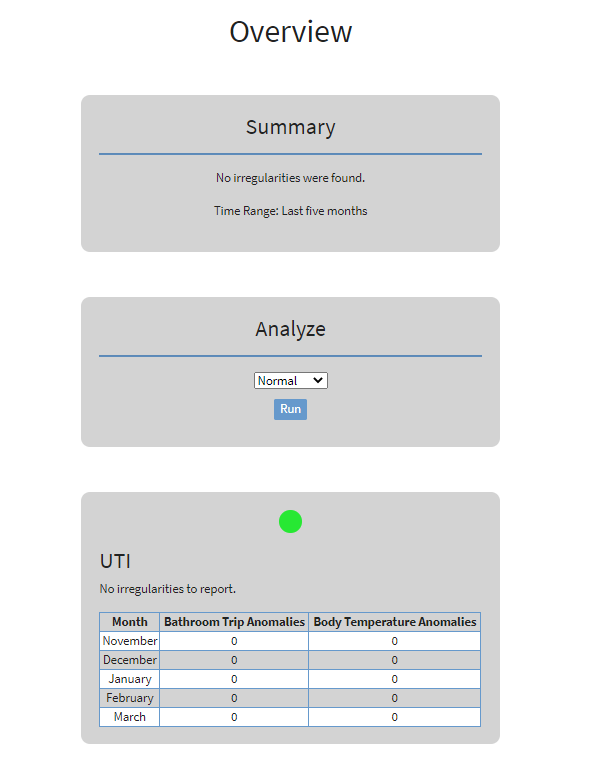 Overview
Summary
No irregularities were found.
Time Range: Last five months
Analyze
Normal
Run
UTI
No irregularities to report.
Month Bathroom Trip Anomalies Body Temperature Anomalies
November 0 0
December 0 0
January 0 0
February 0 0
March 0 0